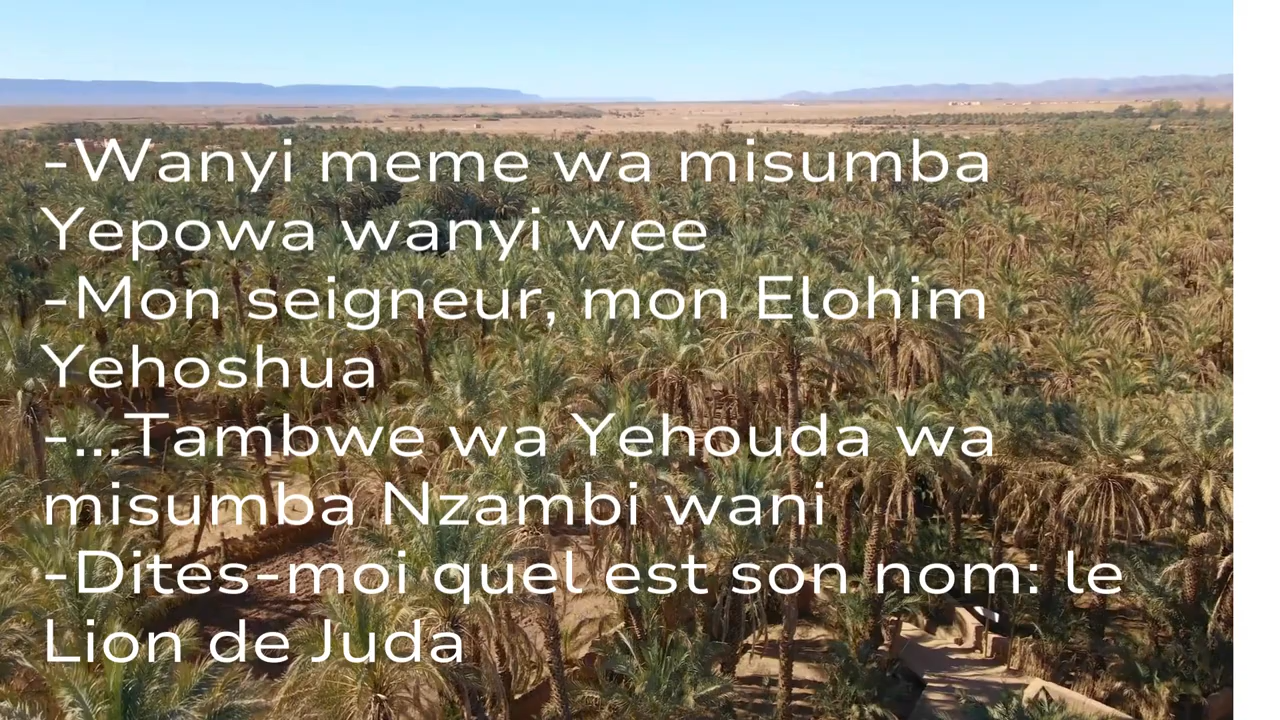 -Wanyi meme wa misumba
Yepowa wanyi wee
-Mon seigneur, mon Elohim
Yehoshua
-...Tambwe wa Yehouda wa
misumba Nzambi wani
-Dites-moi quel est son nom: le
Lion de Juda